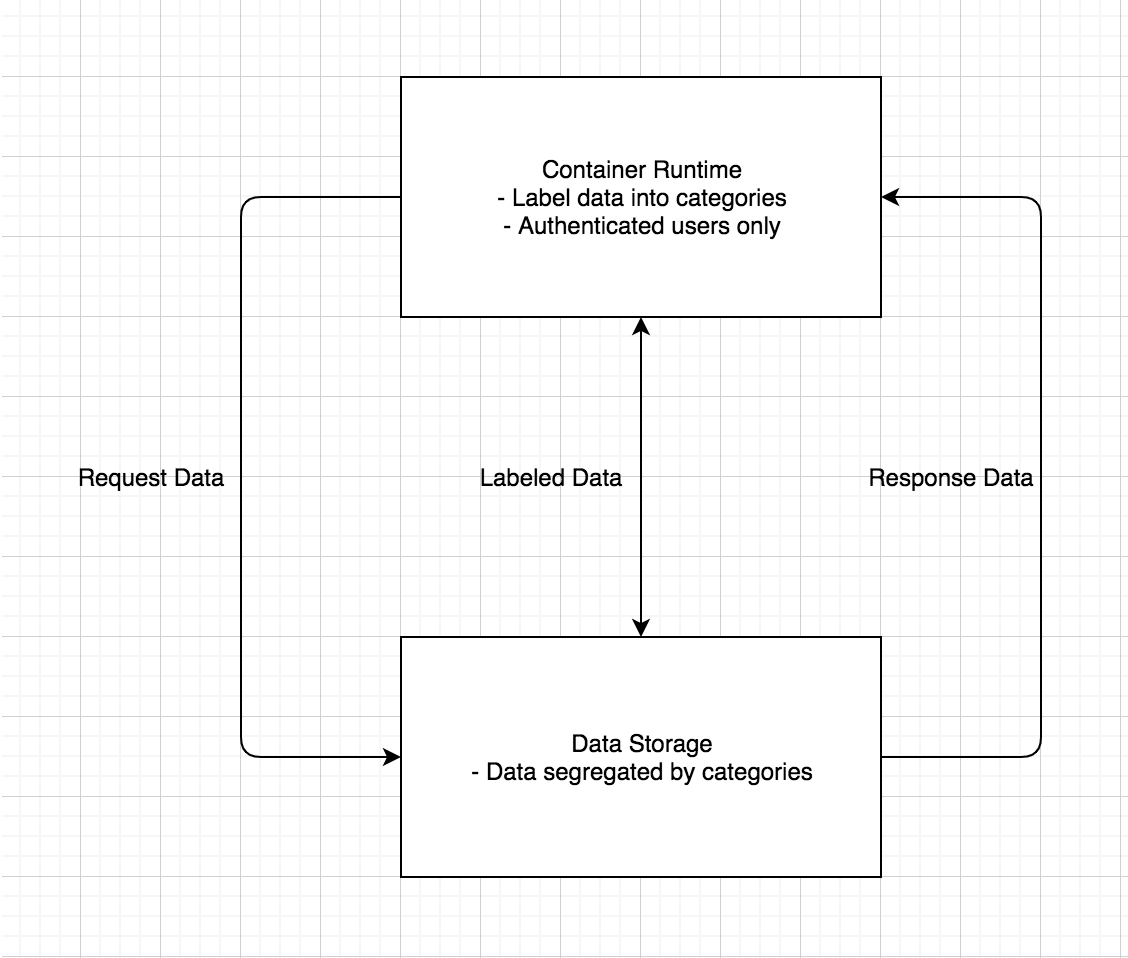 Container Runtime
- Label data into categories
- Authenticated users only
Request Data
Labeled Data
Response Data
Data Storage
- Data segregated by categories